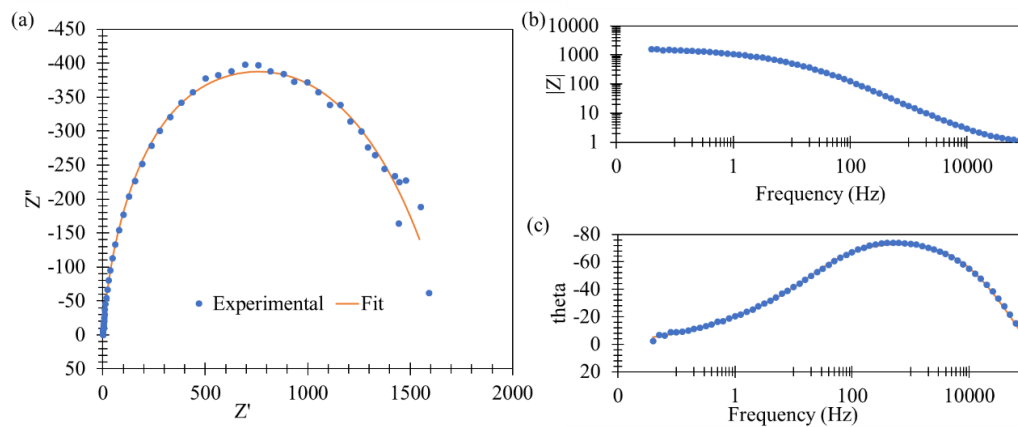 (a)
-450
-400
-350
-300
-250
-200
-150
-100
-50
0
50
Z"
Experimental
Fit
0 500 1000 1500 2000
Z'
(b)
10000
1000
100
10
1
|Z|
0 1 100 10000
Frequency (Hz)
(c)
-80
-60
-40
-20
0
20
theta
0 1 100 10000
Frequency (Hz)